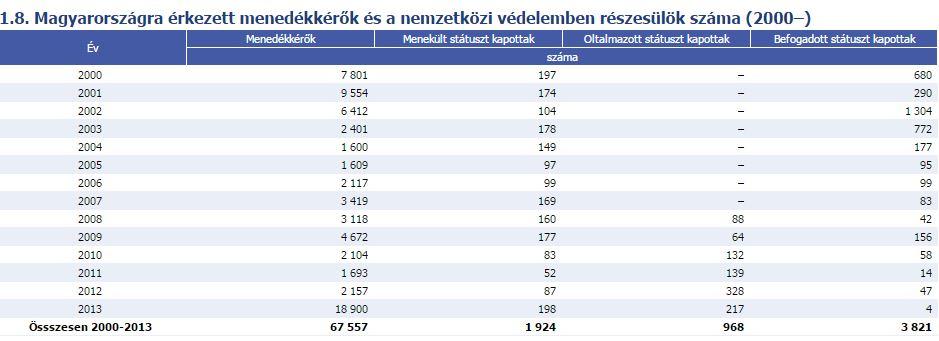 1.8. Magyarországra érkezett menedékkérők és a nemzetközi védelemben részesülök száma (2000–)
Év Menedékkérők Menekült státuszt kapottak Oltalmazott státuszt kapottak Befogadott státuszt kapottak
száma
2000 7 801 197 – 680
2001 9 554 174 – 290
2002 6 412 104 – 1 304
2003 2 401 178 – 772
2004 1 600 149 – 177
2005 1 609 97 – 95
2006 2 117 99 – 99
2007 3 419 169 – 83
2008 3 118 160 88 42
2009 4 672 177 64 156
2010 2 104 83 132 58
2011 1 693 52 139 14
2012 2 157 87 328 47
2013 18 900 198 217 4
Össszesen 2000-2013 67 557 1 924 968 3 821